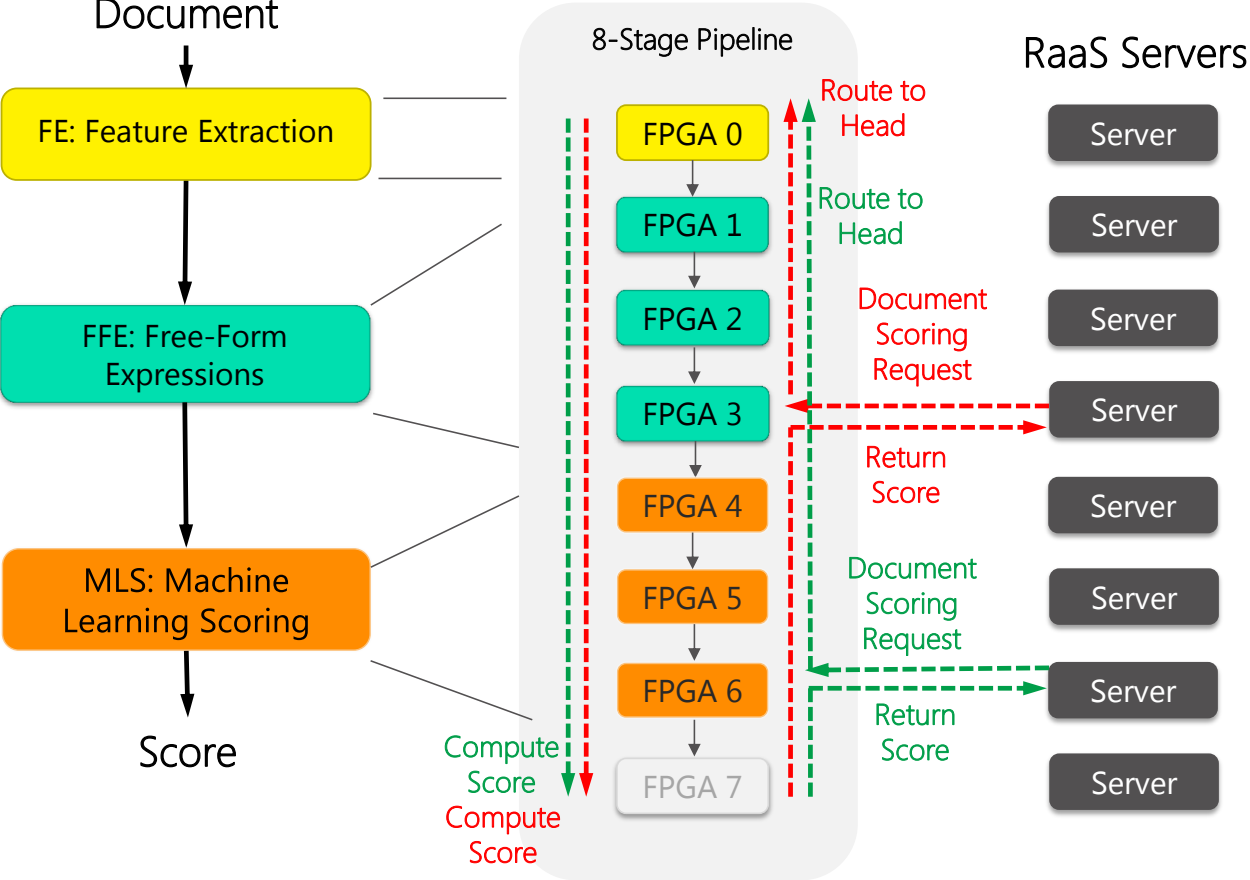 Document
FE: Feature Extraction
FFE: Free-Form
Expressions
MLS: Machine
Learning Scoring
Score
8-Stage Pipeline
FPGA 0
FPGA 1
FPGA 2
FPGA 3
FPGA 4
FPGA 5
FPGA 6
FPGA 7
Compute
Score
Compute
Score
Route to
Head
Route to
Head
Document
Scoring
Request
Return
Score
Document
Scoring
Request
Return
Score
RaaS Servers
Server
Server
Server
Server
Server
Server
Server
Server